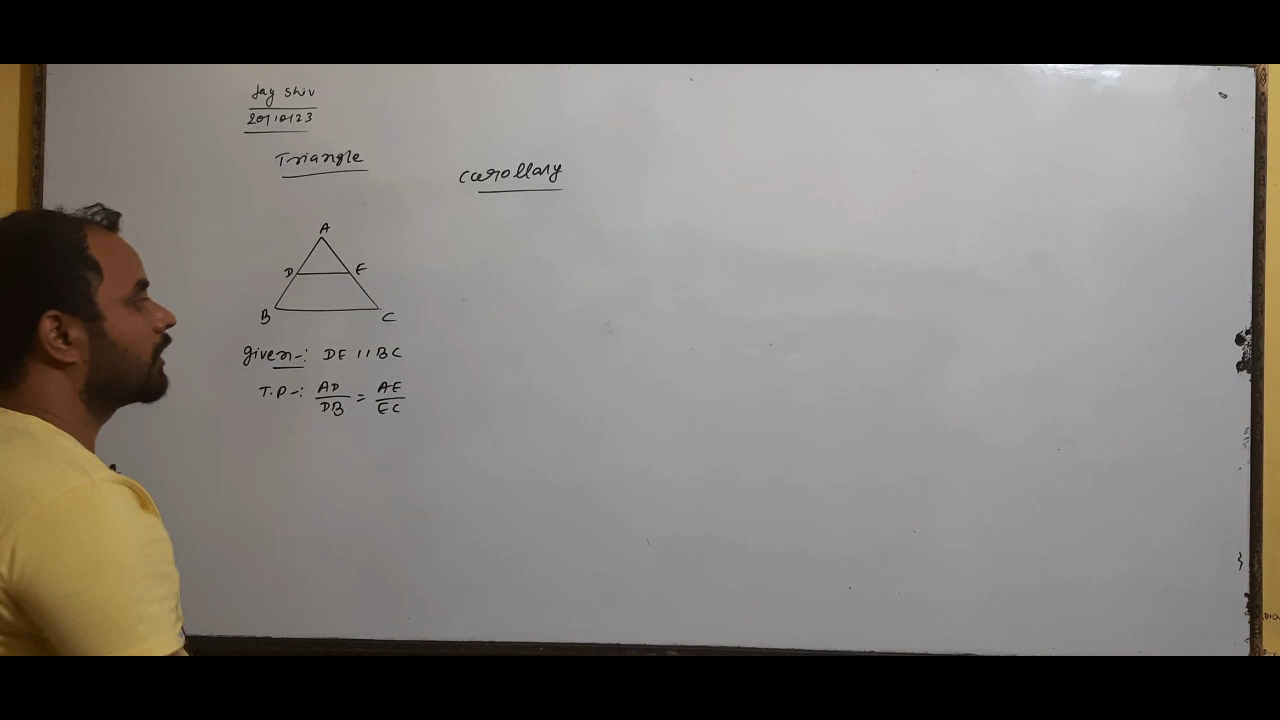 Jay Shiv
20/10/23
Triangle
Carollary
A
D E
B C
Given-: DE || BC
T.P-: AD/DB = AE/EC